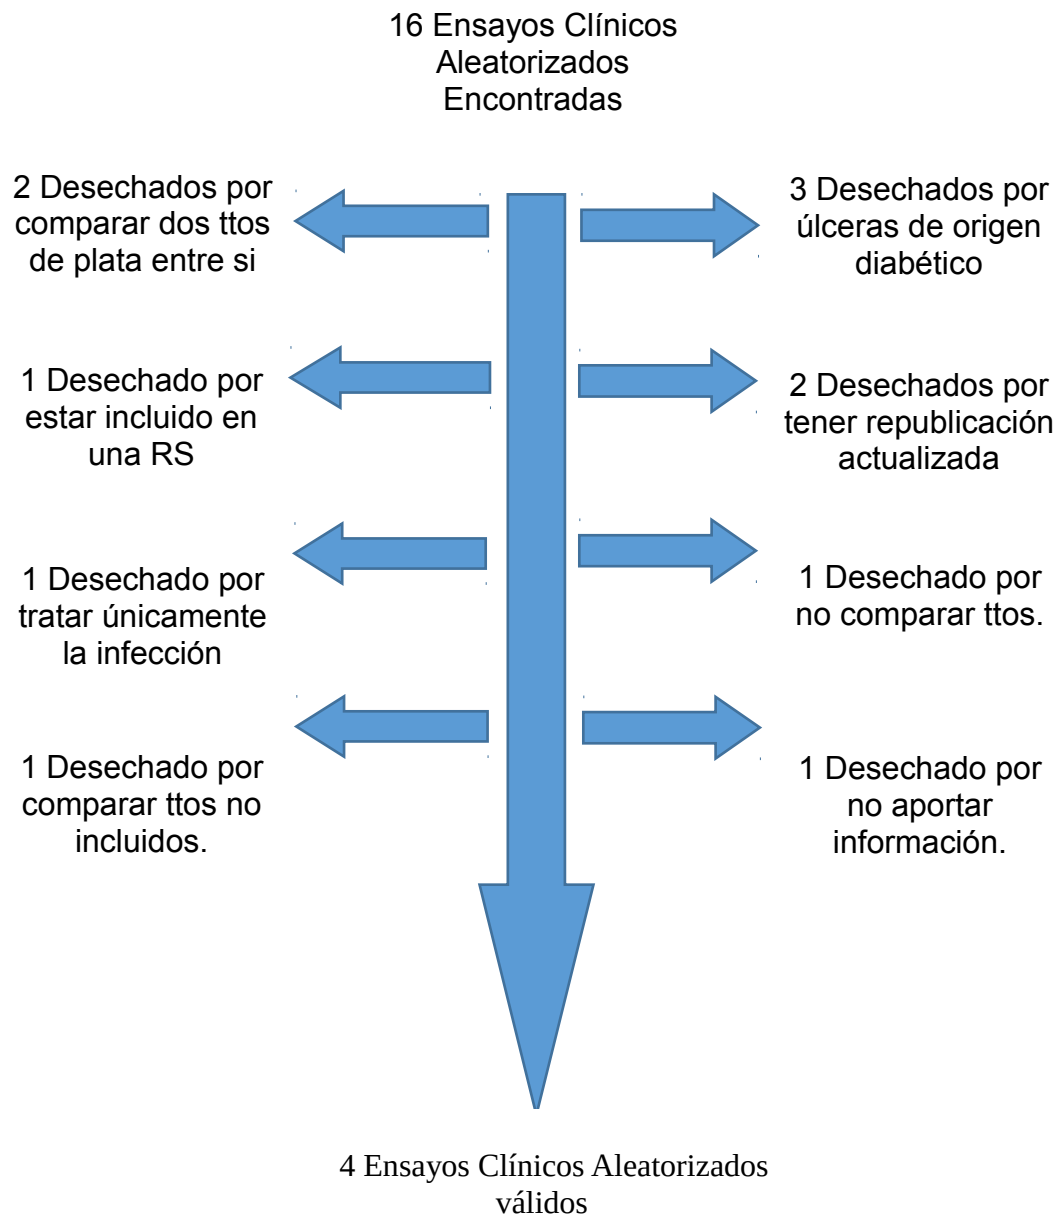 16 Ensayos Clínicos
Aleatorizados
Encontradas
2 Desechados por
comparar dos ttos
de plata entre si
3 Desechados por
úlceras de origen
diabético
1 Desechado por
estar incluido en
una RS
2 Desechados por
tener republicación
actualizada
1 Desechado por
tratar únicamente
la infección
1 Desechado por
no comparar ttos.
1 Desechado por
comparar ttos no
incluidos.
1 Desechado por
no aportar
información.
4 Ensayos Clínicos Aleatorizados
válidos